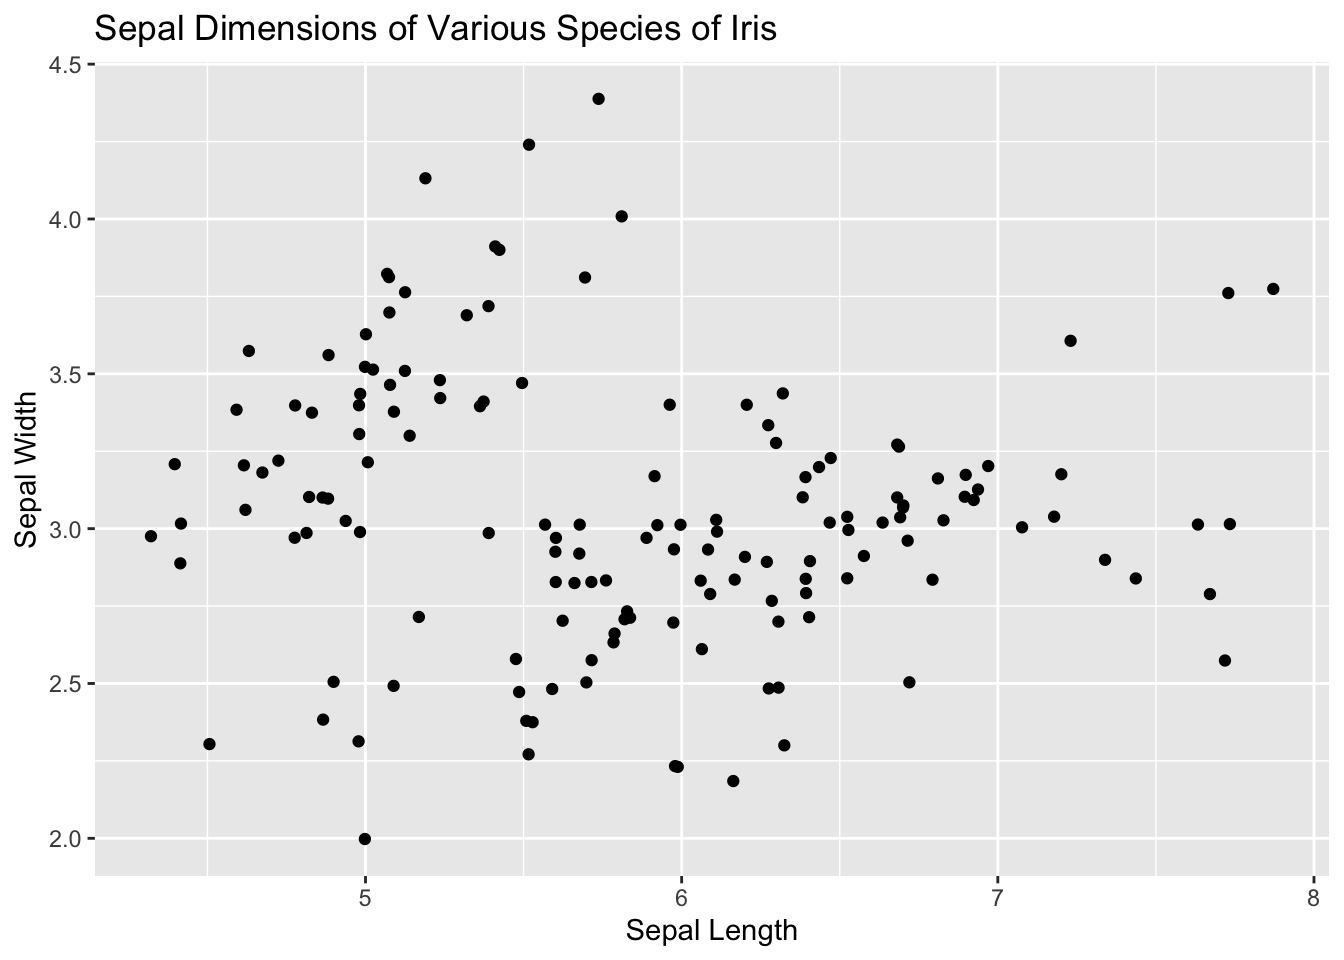 Sepal Dimensions of Various Species of Iris
4.5
4.0
3.5
3.0
2.5
2.0
Sepal Width
5 6 7 8
Sepal Length